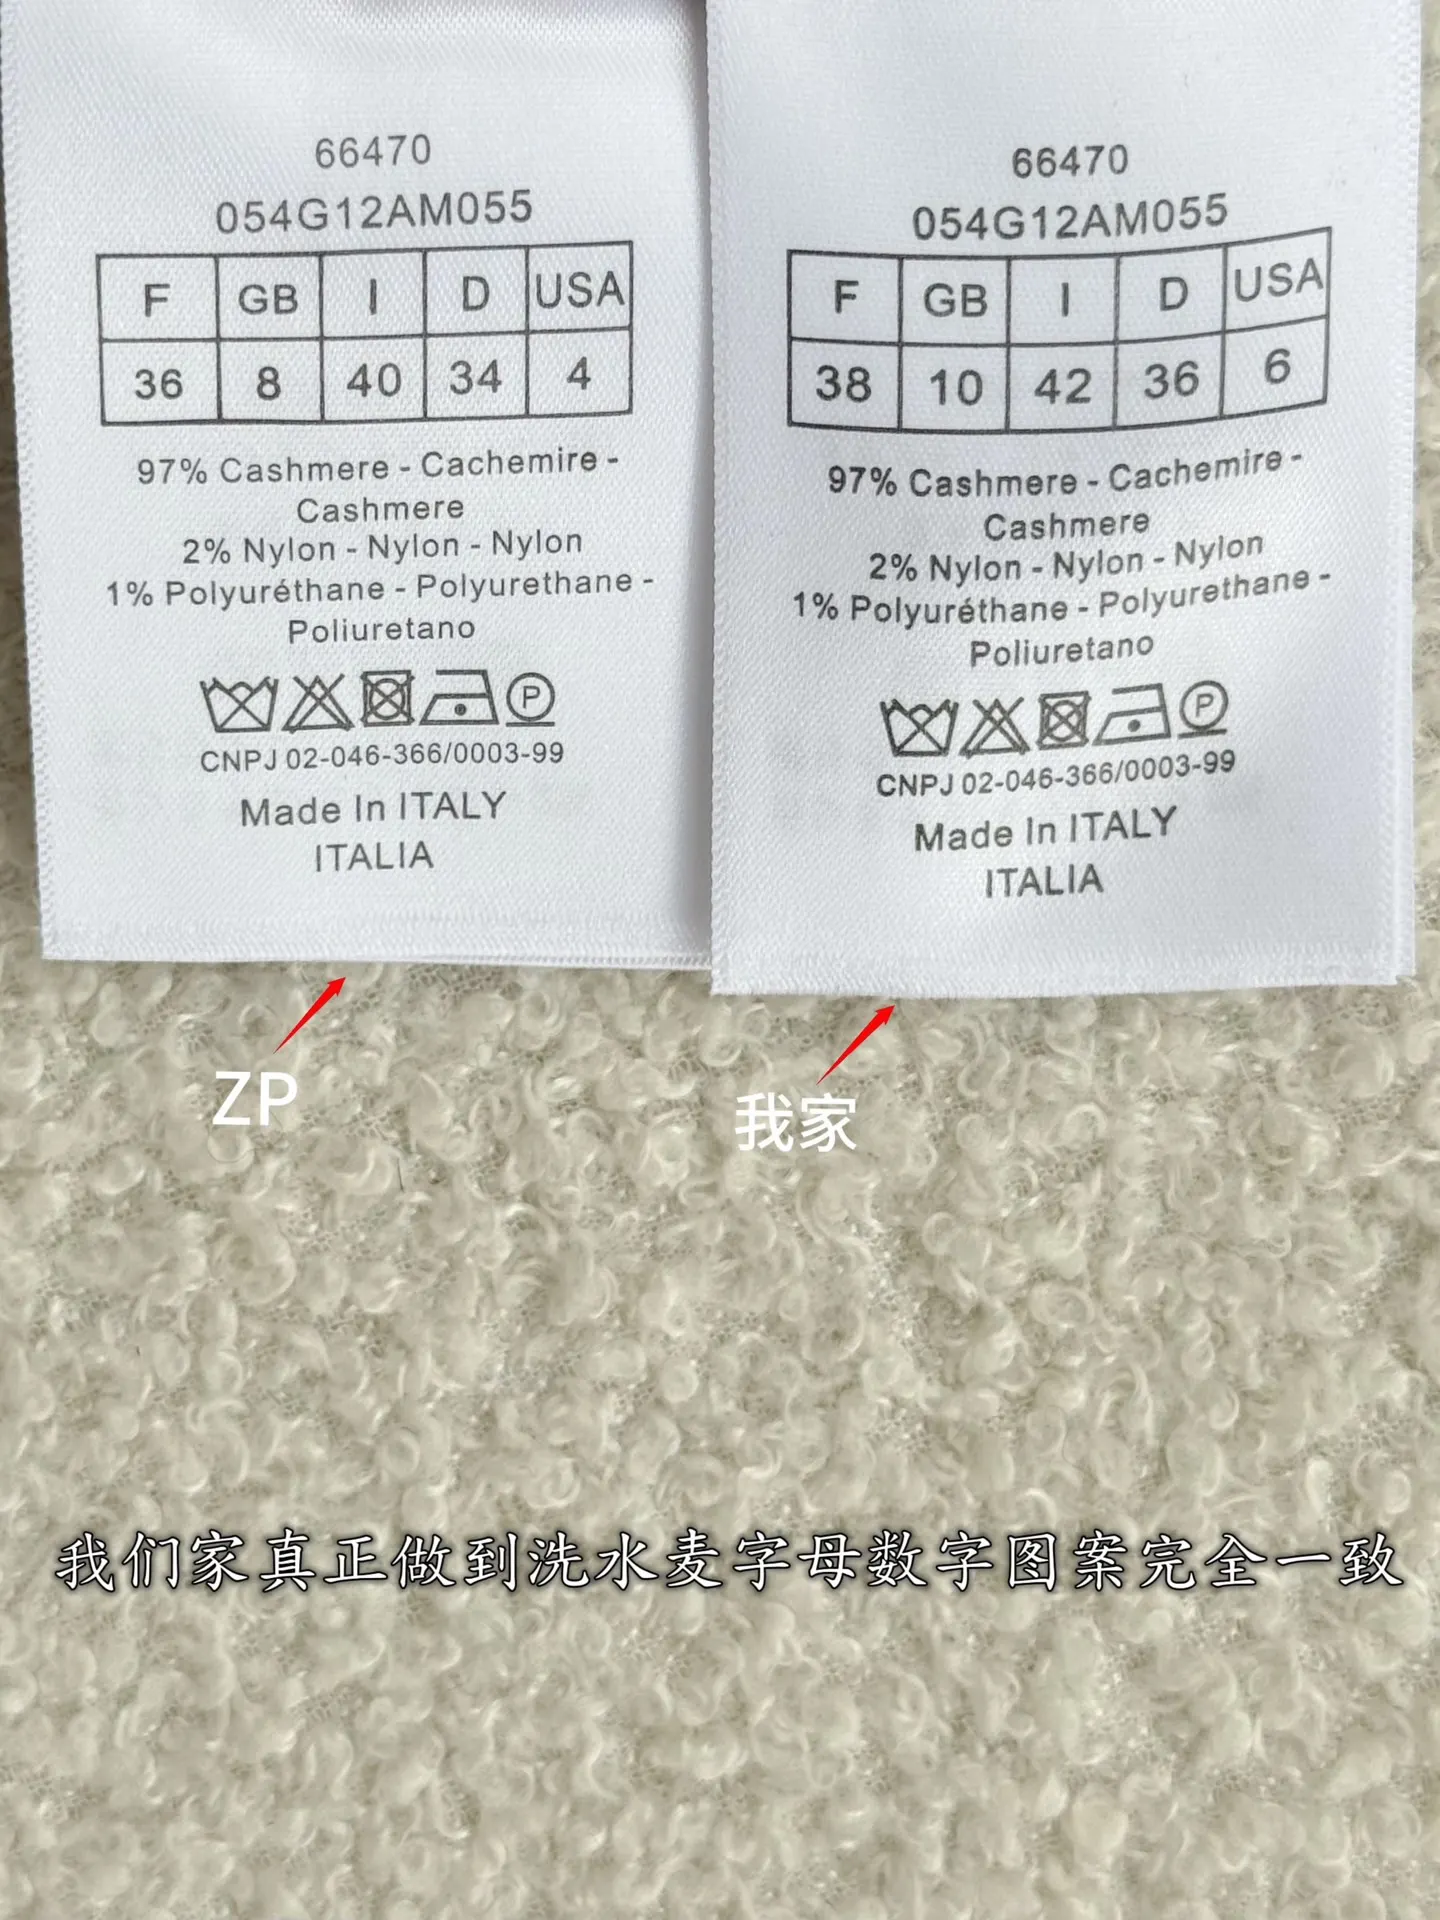 66470
054G12AM055
F GB I D USA
36 8 40 34 4
97% Cashmere - Cachemire -
Cashmere
2% Nylon - Nylon - Nylon
1% Polyuréthane - Polyurethane -
Poliuretano
P
CNPJ 02-046-366/0003-99
Made In ITALY
ITALIA
66470
054G12AM055
F GB I D USA
38 10 42 36 6
97% Cashmere - Cachemire -
Cashmere
2% Nylon - Nylon - Nylon
1% Polyuréthane - Polyurethane -
Poliuretano
P
CNPJ 02-046-366/0003-99
Made In ITALY
ITALIA
ZP
我家
我们家真正做到洗水麦字母数字图案完全一致